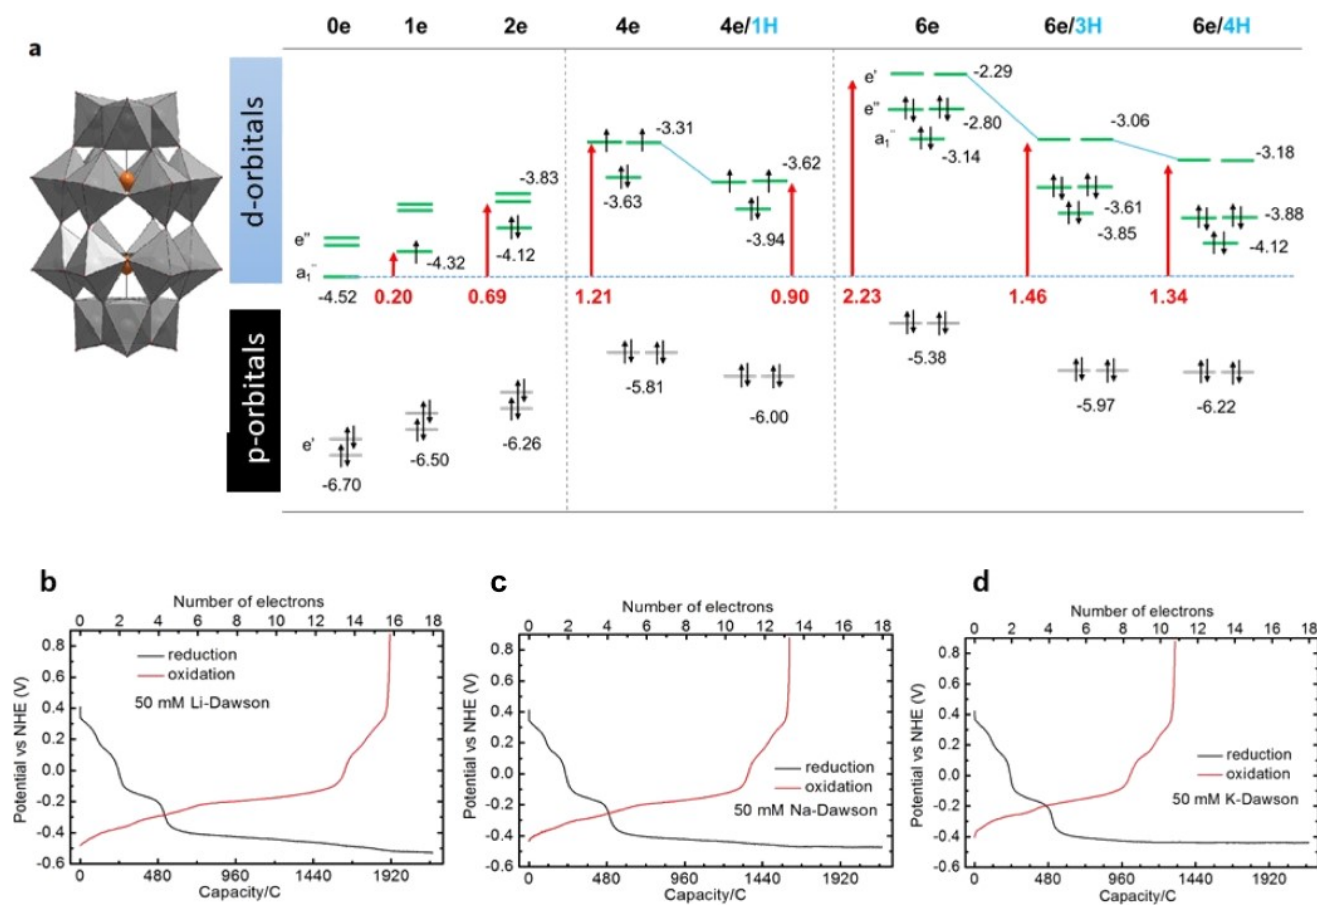 0e 1e 2e 4e 4e/1H 6e 6e/3H 6e/4H
a
d-orbitals
p-orbitals
e' -2.29
e'' -2.80
a1'' -3.14
-3.06
-3.18
-3.31
-3.62
-3.63
-3.61
-3.83
-3.85
-3.88
-3.94
e''
-4.12
-4.12
-4.32
a1''
-4.52
0.20 0.69 1.21 0.90 2.23 1.46 1.34
-5.38
-5.81
-6.00
-5.97
-6.22
-6.26
e'
-6.50
-6.70
b
Number of electrons
0 2 4 6 8 10 12 14 16 18
Potential vs NHE (V)
0.8
0.6
0.4
0.2
0.0
-0.2
-0.4
-0.6
reduction
oxidation
50 mM Li-Dawson
0 480 960 1440 1920
Capacity/C
c
Number of electrons
0 2 4 6 8 10 12 14 16 18
Potential vs NHE (V)
0.8
0.6
0.4
0.2
0.0
-0.2
-0.4
-0.6
reduction
oxidation
50 mM Na-Dawson
0 480 960 1440 1920
Capacity/C
d
Number of electrons
0 2 4 6 8 10 12 14 16 18
Potential vs NHE (V)
0.8
0.6
0.4
0.2
0.0
-0.2
-0.4
-0.6
reduction
oxidation
50 mM K-Dawson
0 480 960 1440 1920
Capacity/C